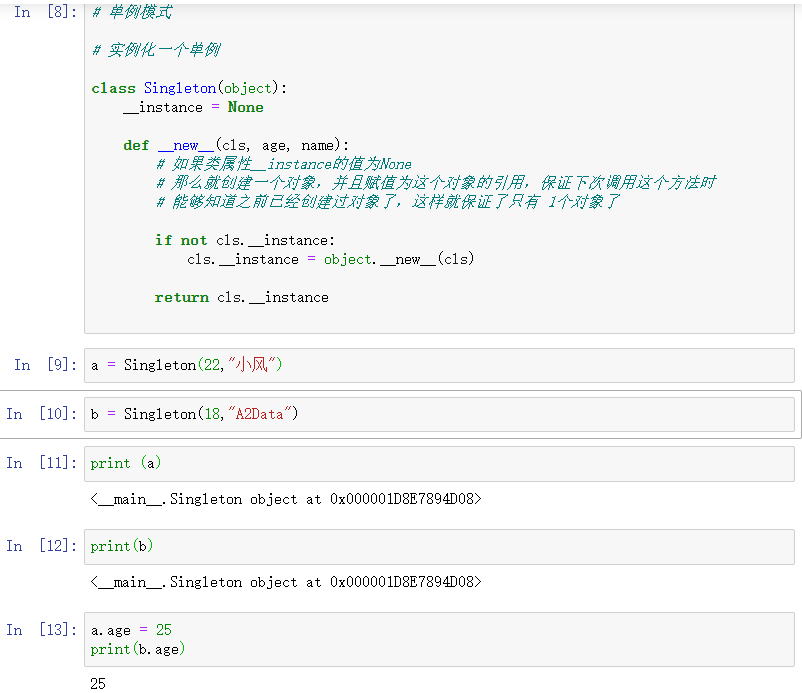 In [8]: # 单例模式
# 实例化一个单例
class Singleton(object):
__instance = None
def __new__(cls, age, name):
# 如果类属性__instance的值为None
# 那么就创建一个对象，并且赋值为这个对象的引用，保证下次调用这个方法时
# 能够知道之前已经创建过对象了，这样就保证了只有 1个对象了
if not cls.__instance:
cls.__instance = object.__new__(cls)
return cls.__instance
In [9]: a = Singleton(22,"小风")
In [10]: b = Singleton(18,"A2Data")
In [11]: print (a)
<__main__.Singleton object at 0x000001D8E7894D08>
In [12]: print(b)
<__main__.Singleton object at 0x000001D8E7894D08>
In [13]: a.age = 25
print(b.age)
25